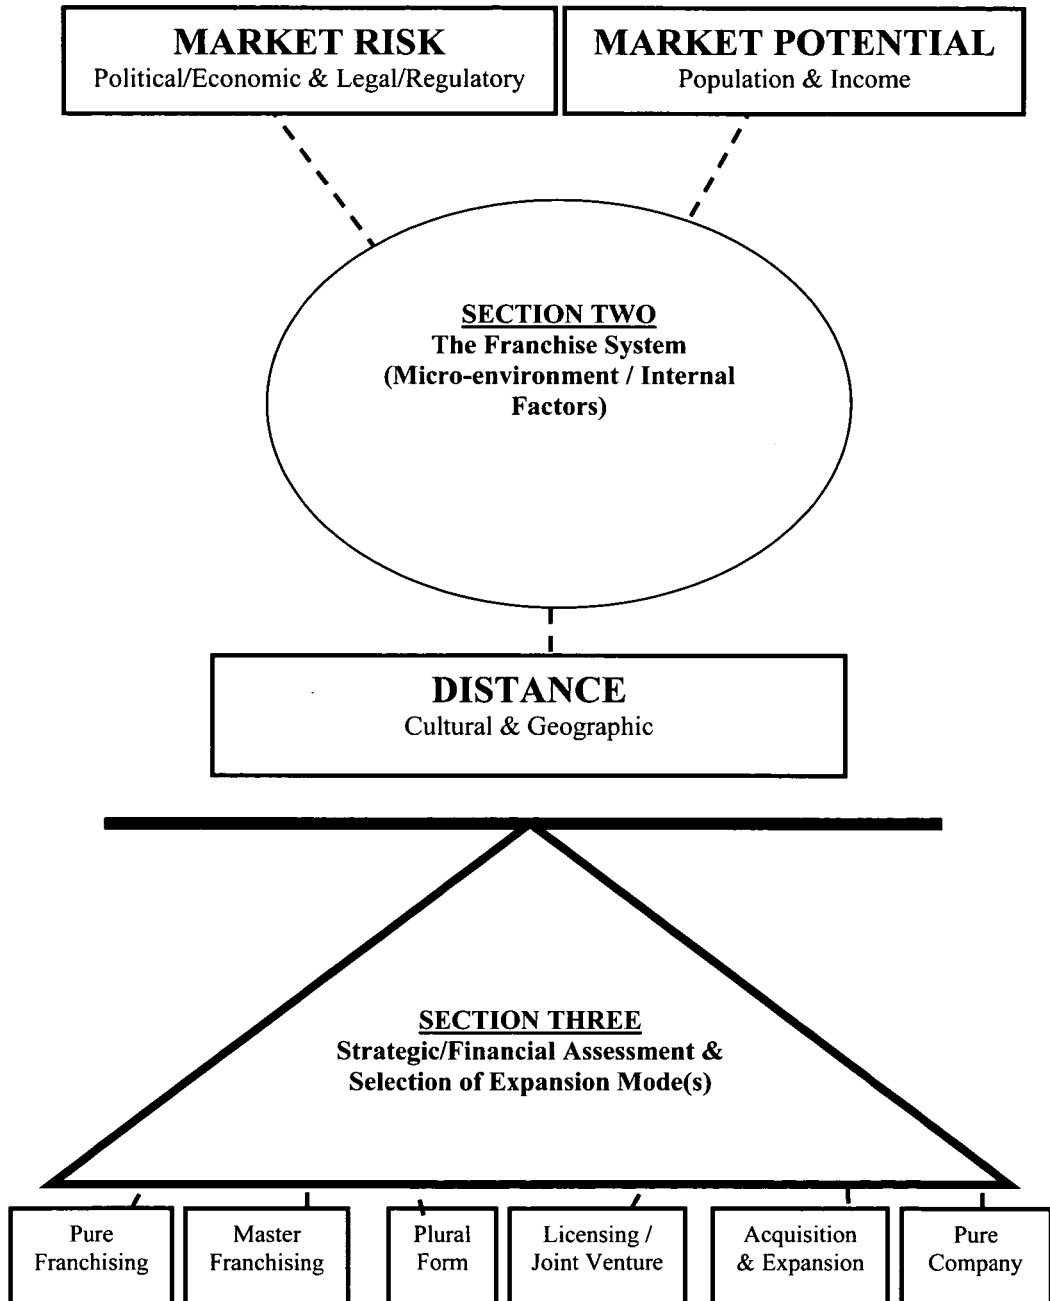 MARKET RISK
Political/Economic & Legal/Regulatory
MARKET POTENTIAL
Population & Income
SECTION TWO
The Franchise System
(Micro-environment / Internal
Factors)
DISTANCE
Cultural & Geographic
SECTION THREE
Strategic/Financial Assessment &
Selection of Expansion Mode(s)
Pure
Franchising
Master
Franchising
Plural
Form
Licensing /
Joint Venture
Acquisition
& Expansion
Pure
Company